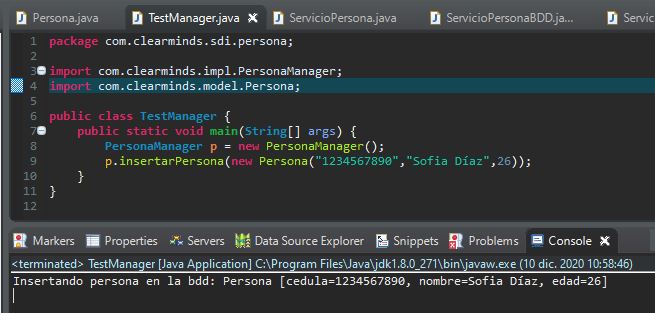 Persona.java TestManager.java ServicioPersona.java ServicioPersonaBDD.ja... Servic
1 package com.clearminds.sdi.persona;
2
3 import com.clearminds.impl.PersonaManager;
4 import com.clearminds.model.Persona;
5
6 public class TestManager {
7 public static void main(String[] args) {
8 PersonaManager p = new PersonaManager();
9 p.insertarPersona(new Persona("1234567890","Sofia Díaz",26));
10 }
11 }
12
Markers Properties Servers Data Source Explorer Snippets Problems Console
<terminated> TestManager [Java Application] C:\Program Files\Java\jdk1.8.0_271\bin\javaw.exe (10 dic. 2020 10:58:46)
Insertando persona en la bdd: Persona [cedula=1234567890, nombre=Sofia Díaz, edad=26]